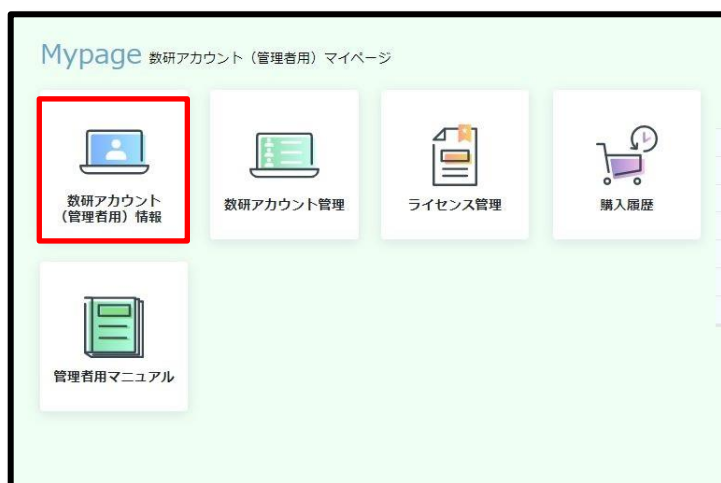 Mypage 数研アカウント（管理者用）マイページ
数研アカウント
（管理者用）情報
数研アカウント管理
ライセンス管理
購入履歴
管理者用マニュアル